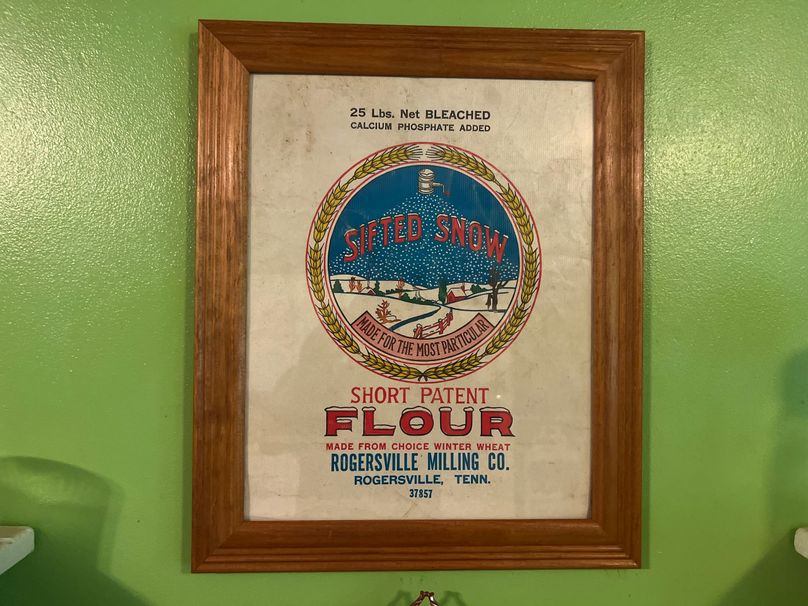 25 Lbs. Net BLEACHED
CALCIUM PHOSPHATE ADDED
SIFTED SNOW
MADE FOR THE MOST PARTICULAR
SHORT PATENT
FLOUR
MADE FROM CHOICE WINTER WHEAT
ROGERSVILLE MILLING CO.
ROGERSVILLE, TENN.
37857